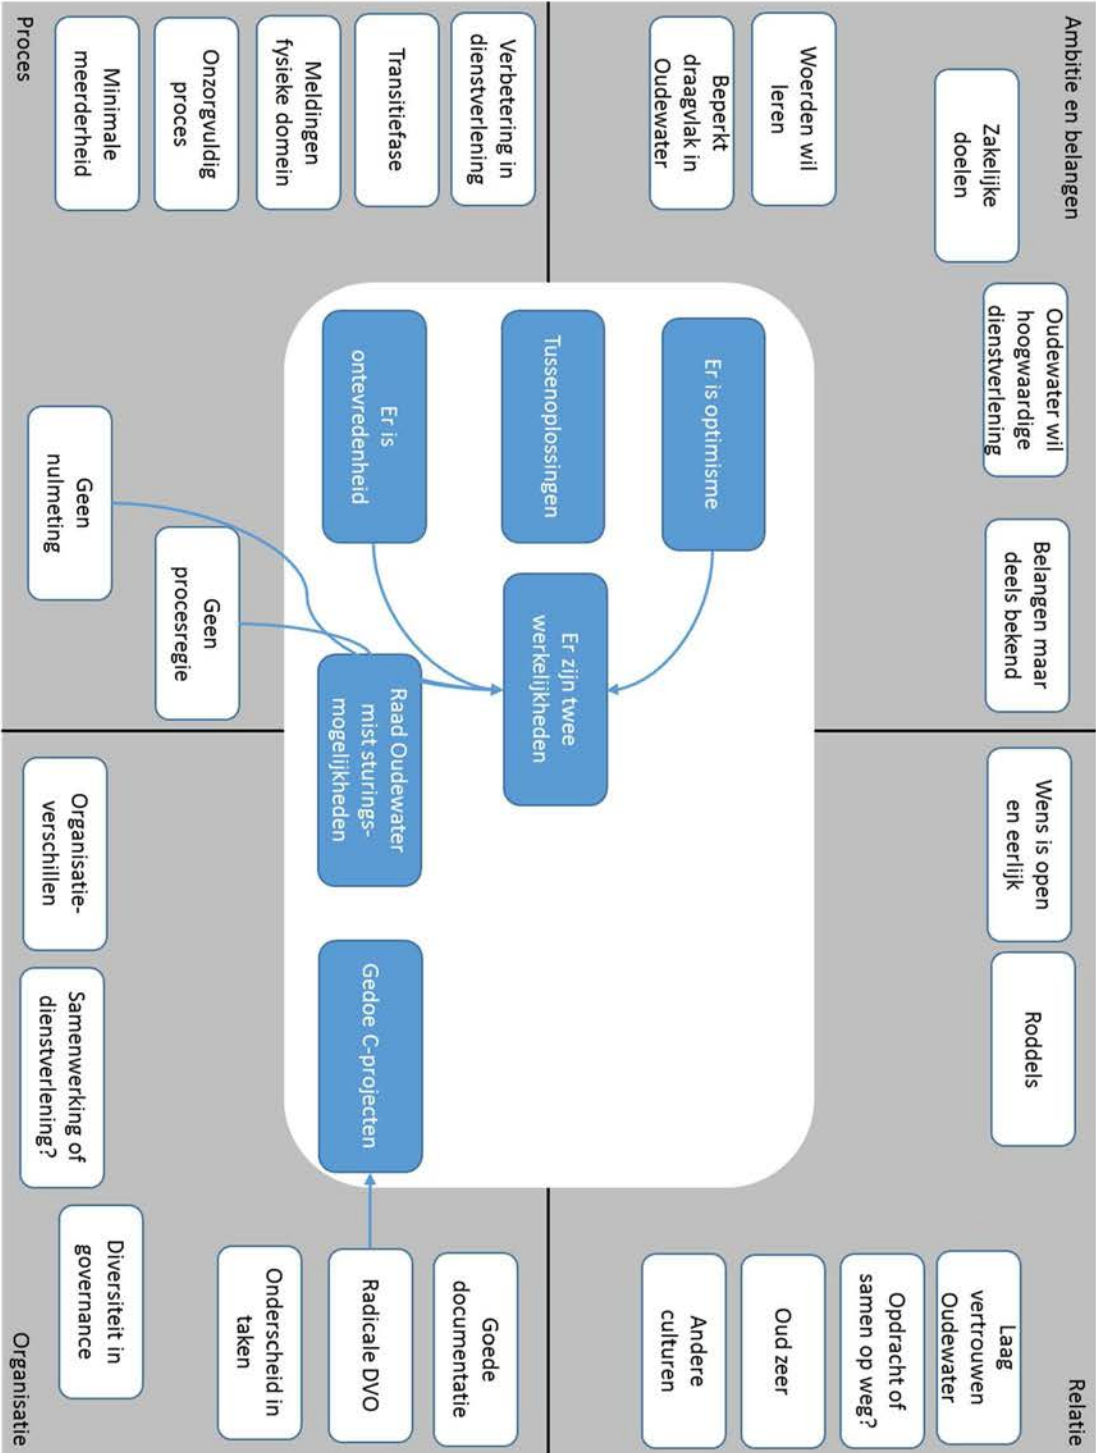 Ambitie en belangen
Zakelijke
doelen
Oudewater wil
hoogwaardige
dienstverlening
Belangen maar
deels bekend
Woerden wil
leren
Beperkt
draagvlak in
Oudewater
Wens is open
en eerlijk
Roddels
Relatie
Laag
vertrouwen
Oudewater
Opdracht of
samen op weg?
Oud zeer
Andere
culturen
Er is optimisme
Tussenoplossingen
Er is
ontevredenheid
Er zijn twee
werkelijkheden
Raad Oudewater
mist sturings-
mogelijkheden
Gedoe C-projecten
Verbetering in
dienstverlening
Transitiefase
Meldingen
fysieke domein
Onzorgvuldig
proces
Minimale
meerderheid
Proces
Geen
nulmeting
Geen
procesregie
Goede
documentatie
Radicale DVO
Onderscheid in
taken
Organisatie-
verschillen
Samenwerking of
dienstverlening?
Diversiteit in
governance
Organisatie